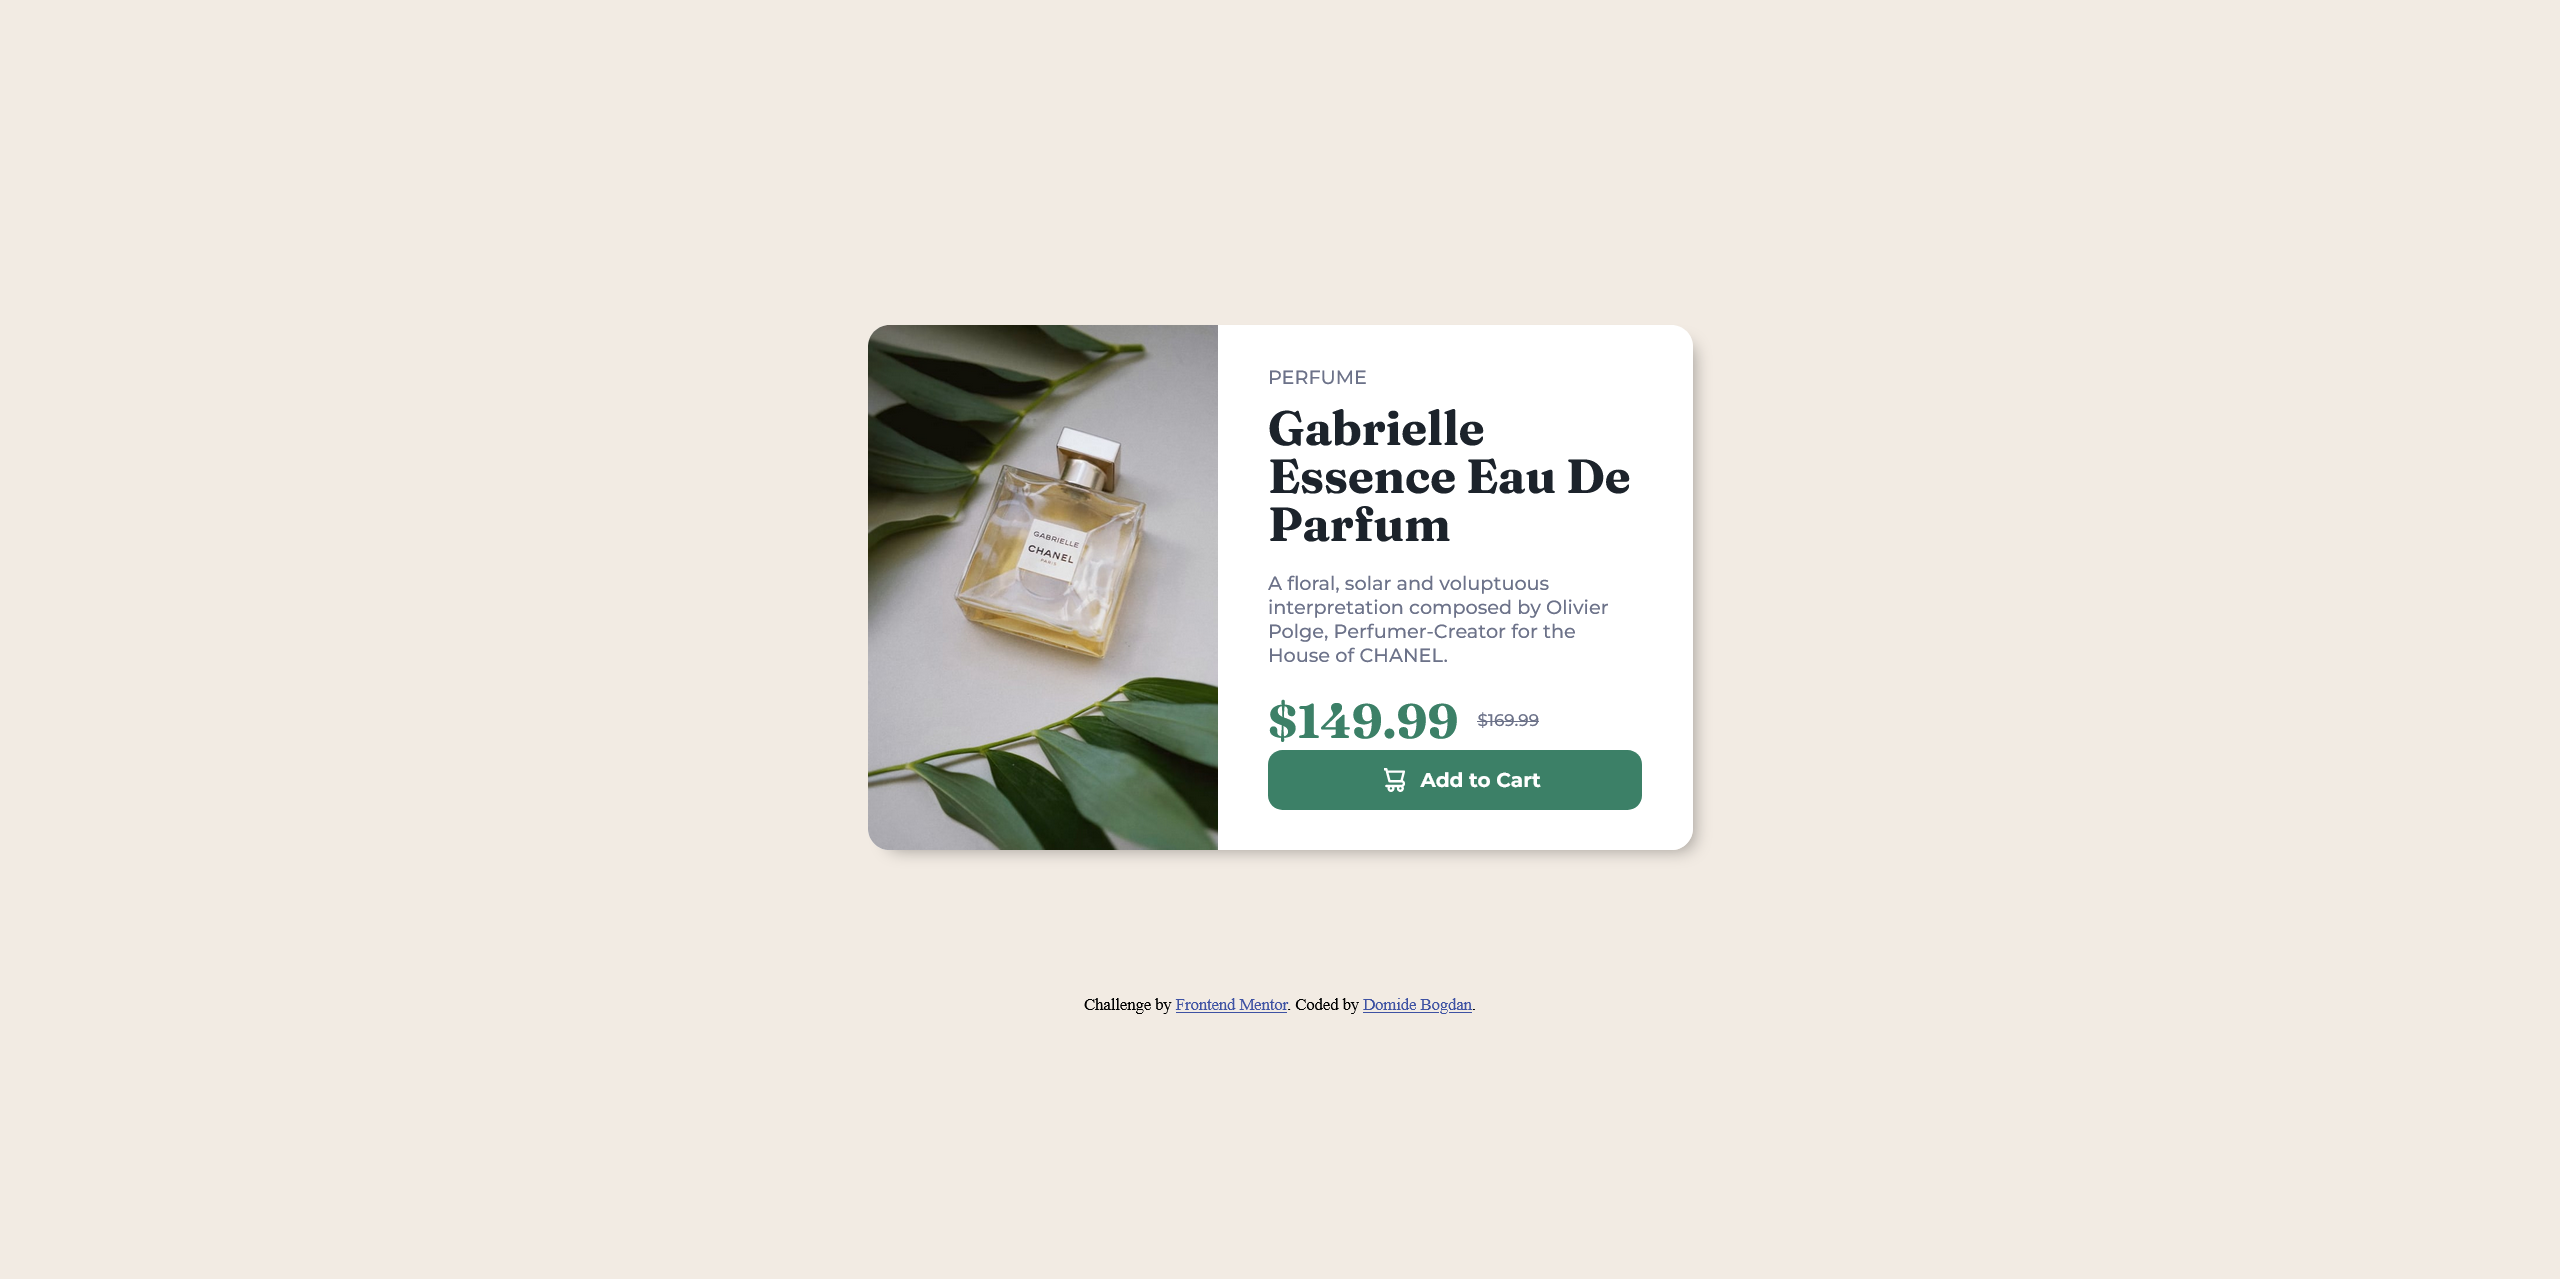 GABRIELLE
CHANEL
PARIS
PERFUME
Gabrielle
Essence Eau De
Parfum
A floral, solar and voluptuous
interpretation composed by Olivier
Polge, Perfumer-Creator for the
House of CHANEL.
$149.99 $169.99
Add to Cart
Challenge by Frontend Mentor. Coded by Domide Bogdan.